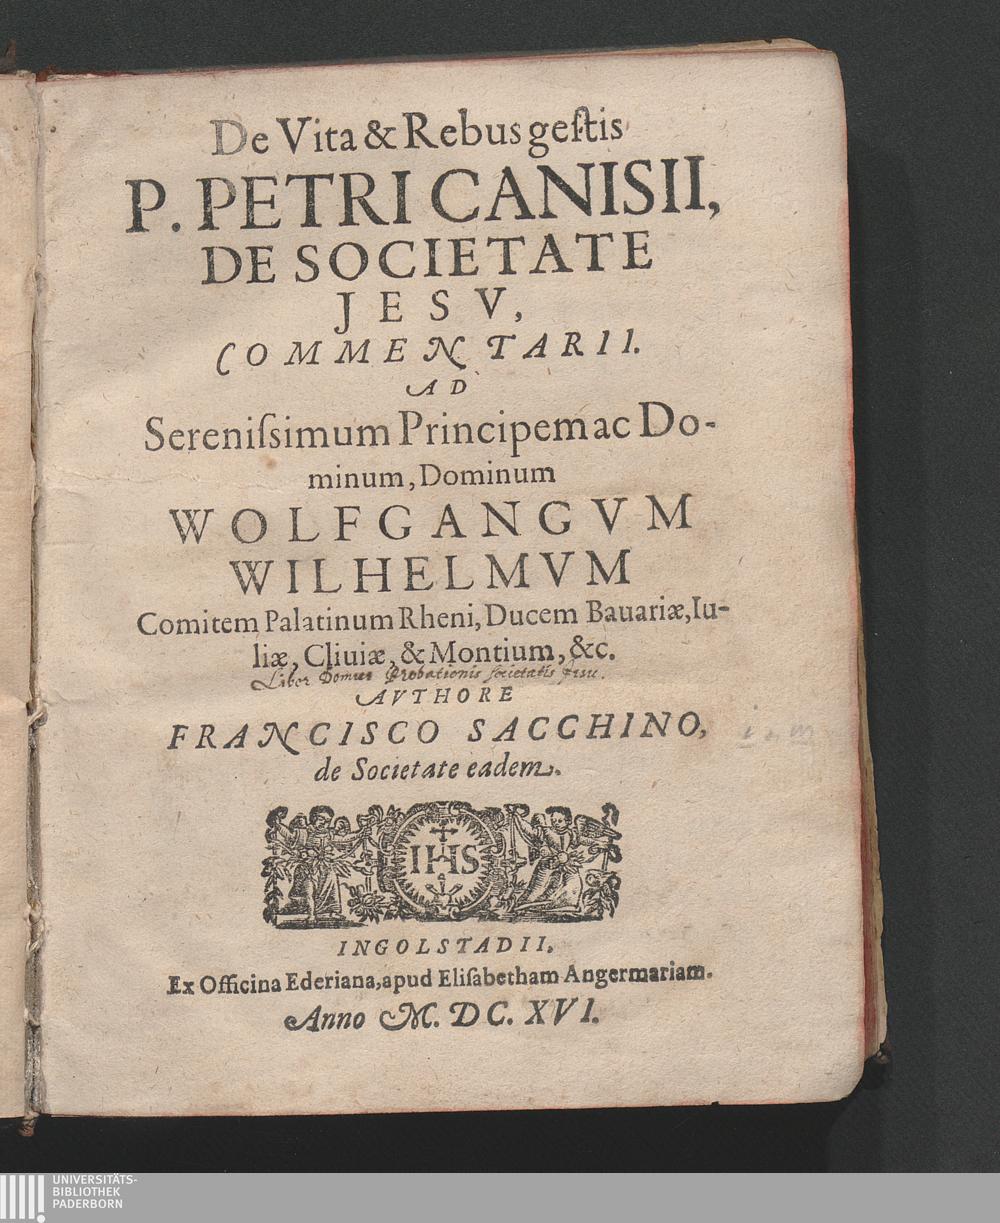 De Vita & Rebus gestis
P. PETRI CANISII,
DE SOCIETATE
JESV,
COMMENTARII.
AD
Sereniſsimum Principem ac Do-
minum, Dominum
WOLFGANGVM
WILHELMVM
Comitem Palatinum Rheni, Ducem Bauariæ, Iu-
liæ, Cliuiæ, & Montium, &c.
Liber Domus Probationis societatis Jesu.
AVTHORE
FRANCISCO SACCHINO,
de Societate eadem.
IHS
INGOLSTADII,
Ex Officina Ederiana, apud Eliſabetham Angermariam.
Anno M. DC. XVI.
UNIVERSITÄTS-
BIBLIOTHEK
PADERBORN